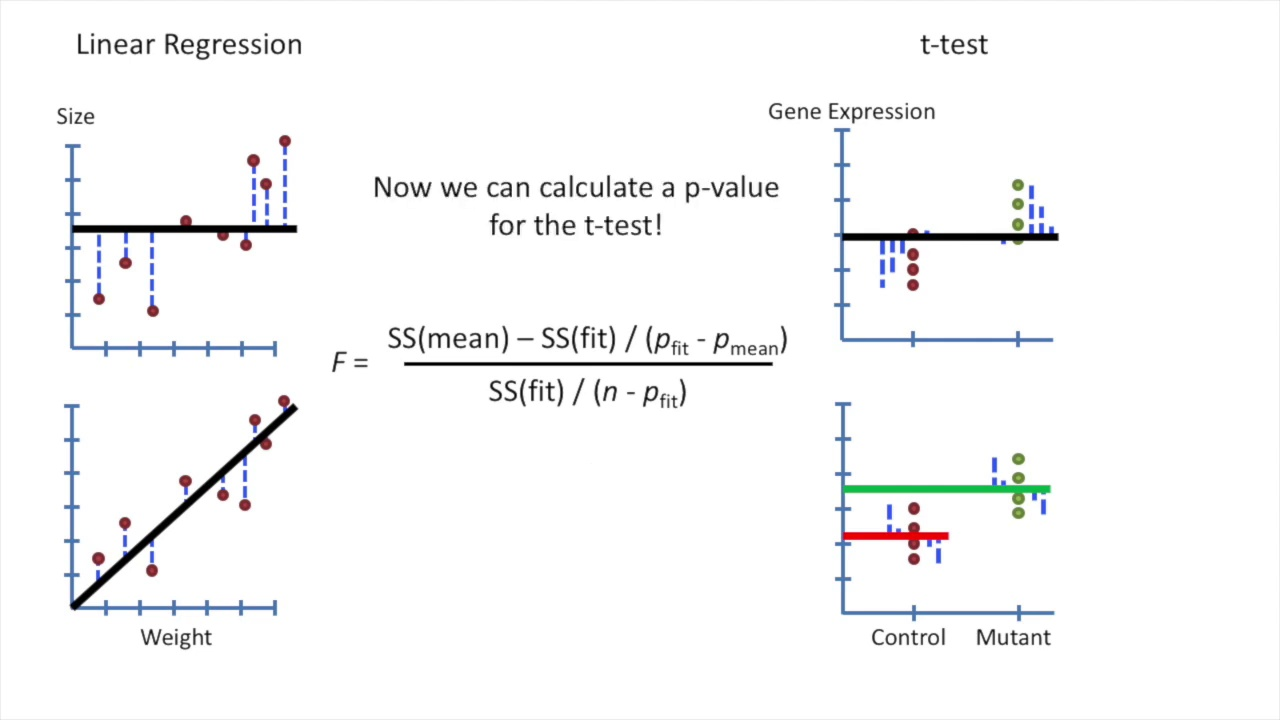 Linear Regression
t-test
Size
Gene Expression
Now we can calculate a p-value
for the t-test!
F = SS(mean) – SS(fit) / (pfit - pmean)
SS(fit) / (n - pfit)
Weight
Control Mutant